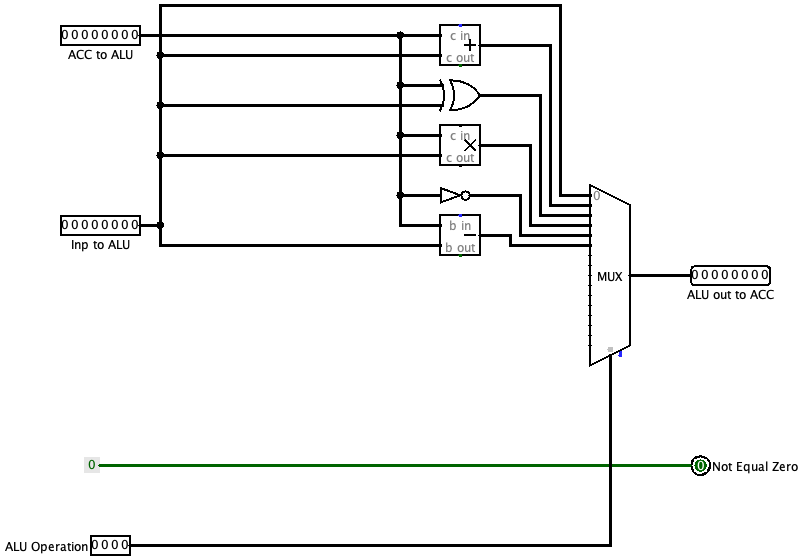 00000000
ACC to ALU
c in
+
c out
c in
×
c out
00000000
Inp to ALU
b in
−
b out
0
MUX
00000000
ALU out to ACC
0
0
Not Equal Zero
ALU Operation 0000